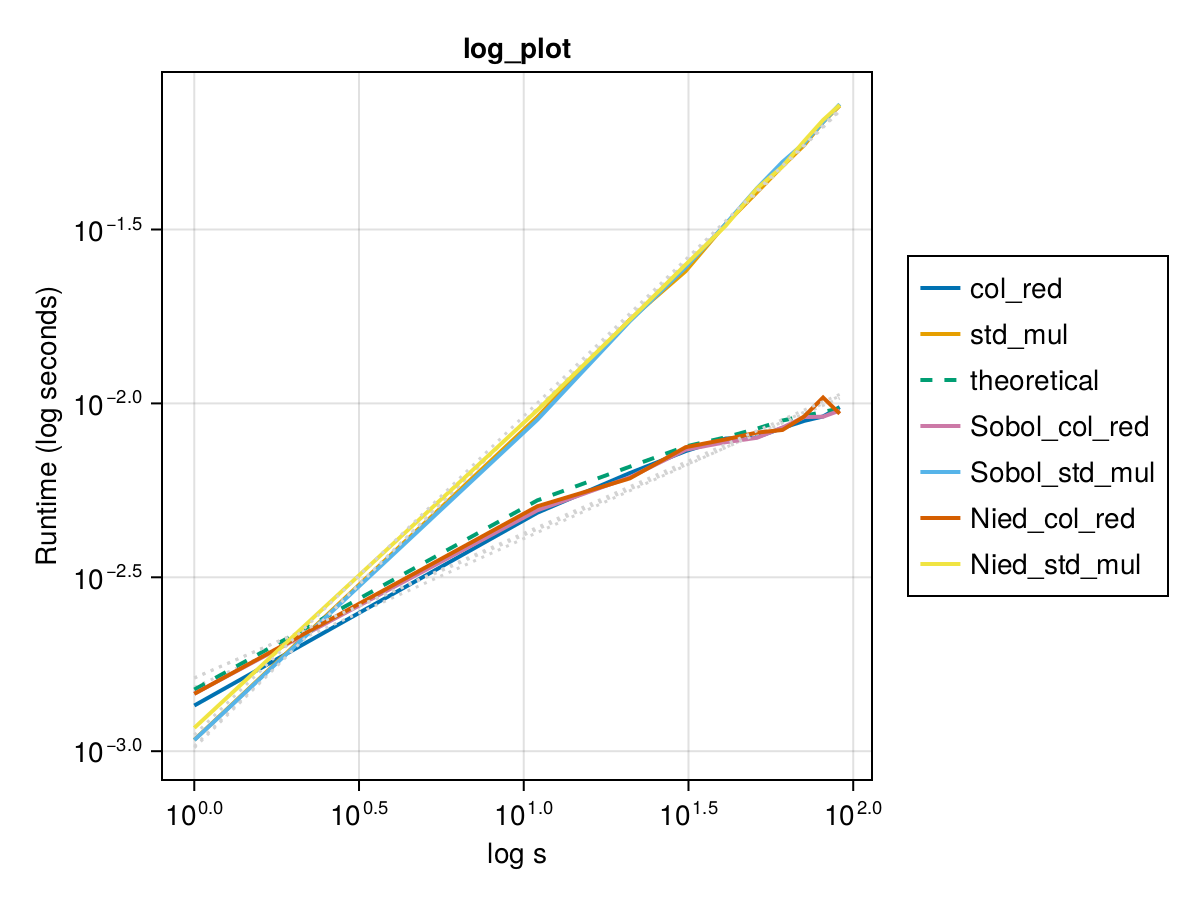 log_plot
Runtime (log seconds)
10^−1.5
10^−2.0
10^−2.5
10^−3.0
10^0.0 10^0.5 10^1.0 10^1.5 10^2.0
log s
col_red
std_mul
theoretical
Sobol_col_red
Sobol_std_mul
Nied_col_red
Nied_std_mul